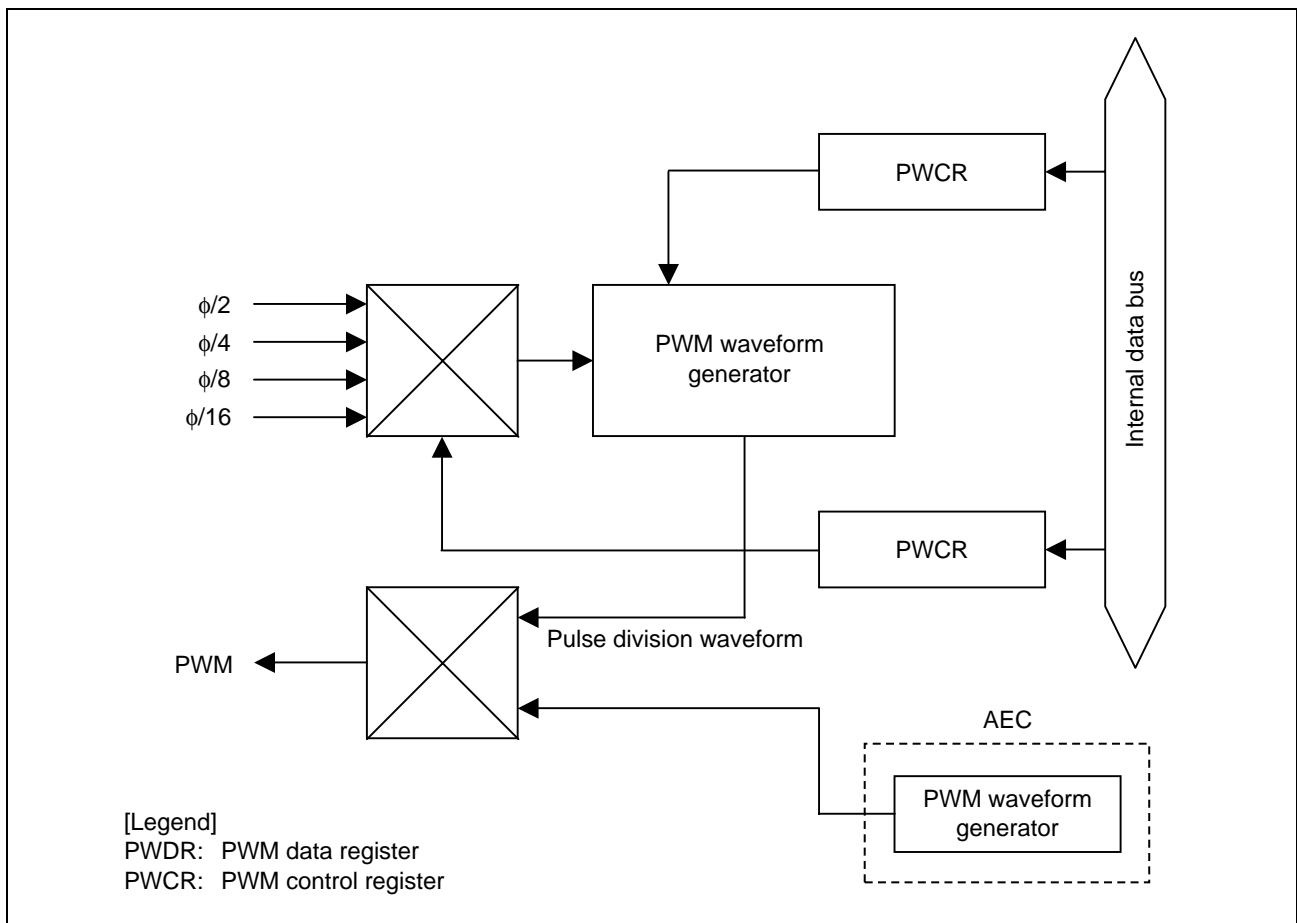 PWCR
Internal data bus
ϕ/2
ϕ/4
ϕ/8
ϕ/16
PWM waveform
generator
PWCR
Pulse division waveform
PWM
AEC
PWM waveform
generator
[Legend]
PWDR: PWM data register
PWCR: PWM control register